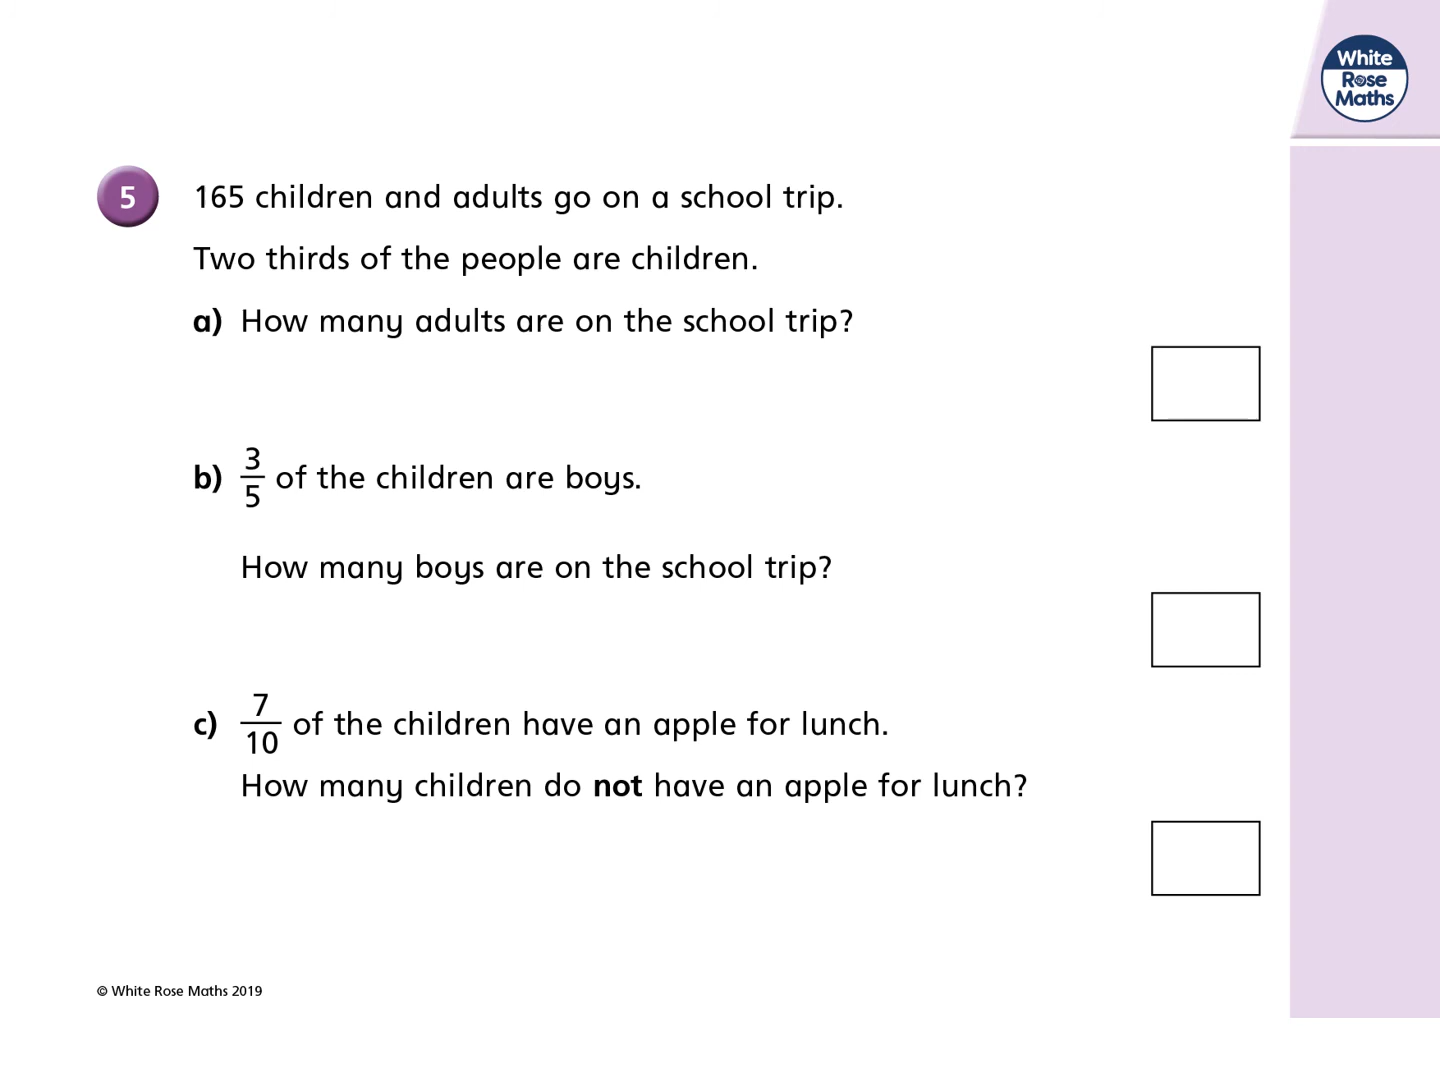 White
Rose
Maths
5 165 children and adults go on a school trip.
Two thirds of the people are children.
a) How many adults are on the school trip?
b) 3/5 of the children are boys.
How many boys are on the school trip?
c) 7/10 of the children have an apple for lunch.
How many children do not have an apple for lunch?
© White Rose Maths 2019